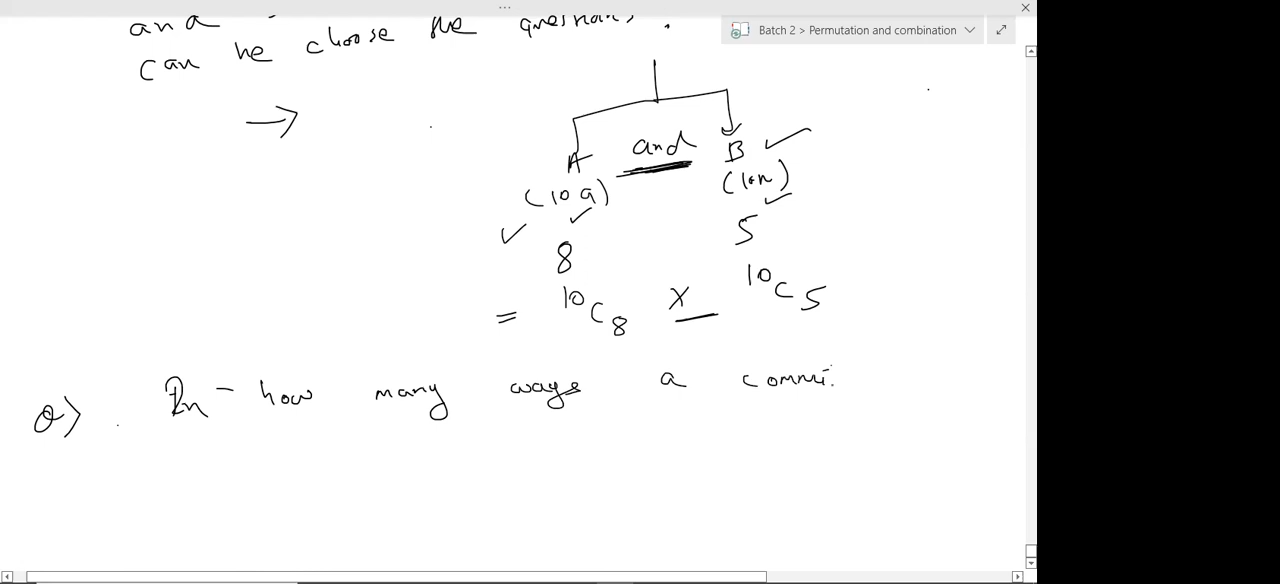 Batch 2 > Permutation and combination
and
can he choose the questions.
→
A and B
(10 q)
8 5
= 10C8 X 10C5
Q> In - how many ways a commi.